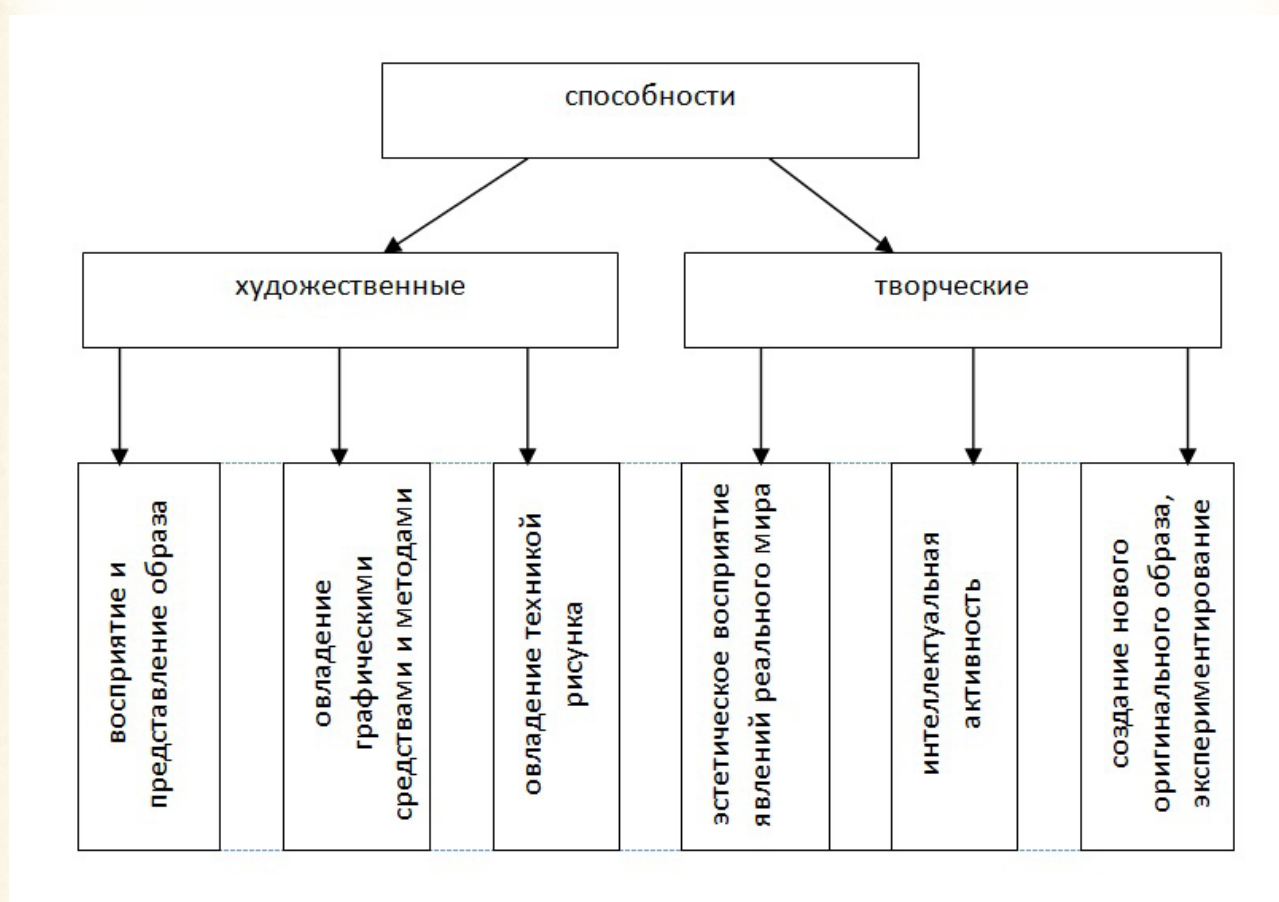 способности
художественные
творческие
восприятие и
представление образа
овладение
графическими
средствами и методами
овладение техникой
рисунка
эстетическое восприятие
явлений реального мира
интеллектуальная
активность
создание нового
оригинального образа,
экспериментирование